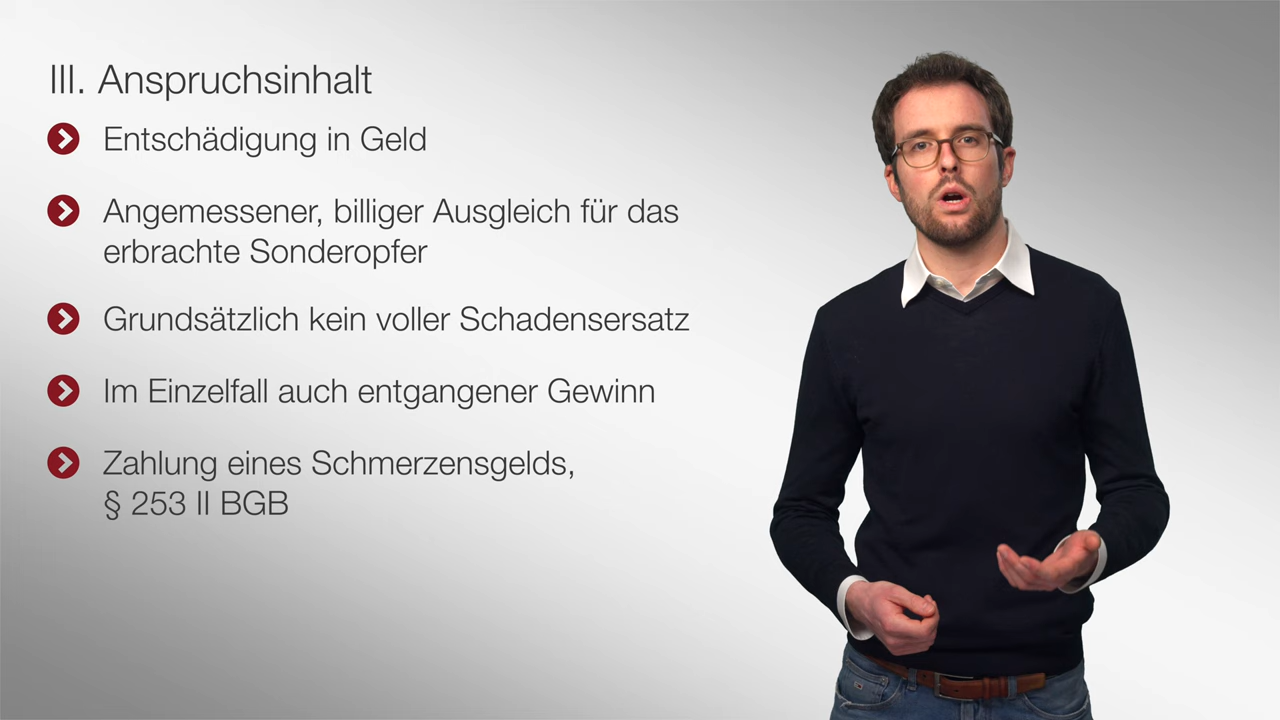 III. Anspruchsinhalt
Entschädigung in Geld
Angemessener, billiger Ausgleich für das
erbrachte Sonderopfer
Grundsätzlich kein voller Schadensersatz
Im Einzelfall auch entgangener Gewinn
Zahlung eines Schmerzensgelds,
§ 253 II BGB